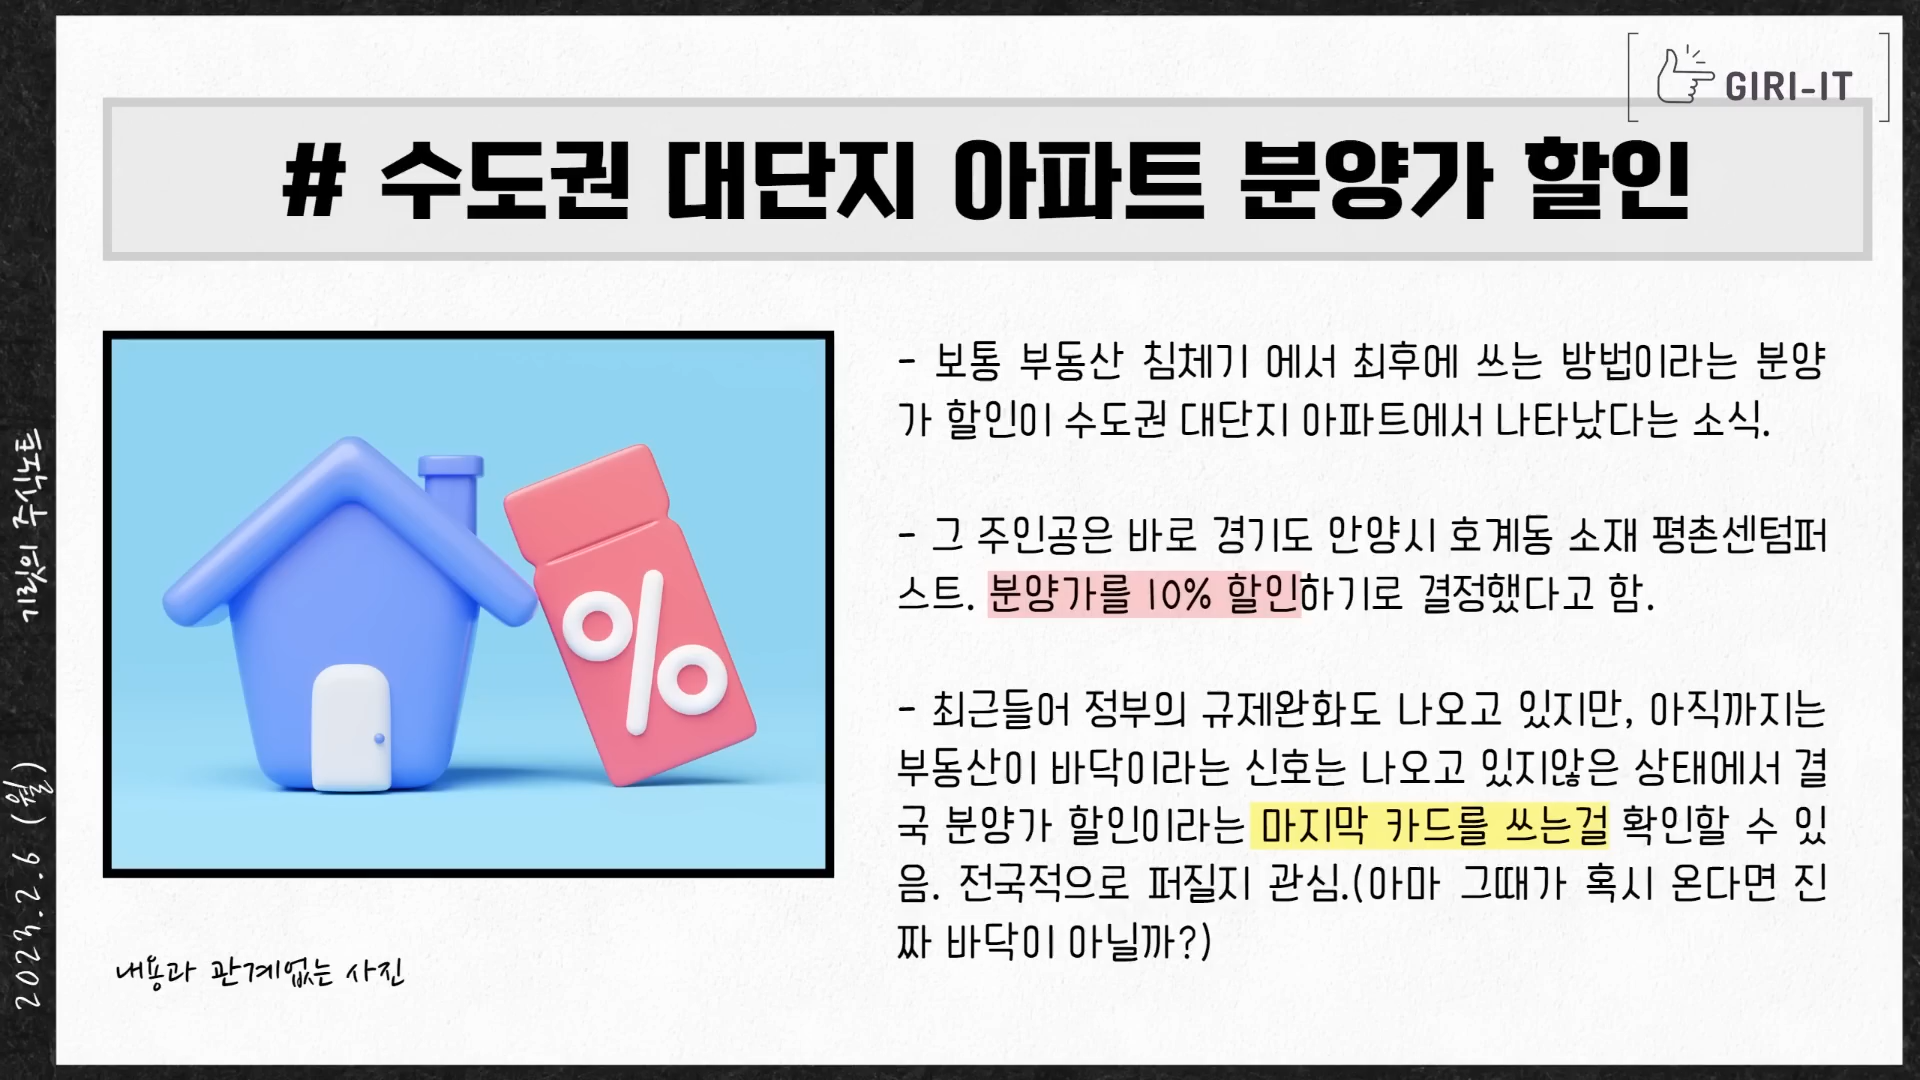 GIRI-IT
# 수도권 대단지 아파트 분양가 할인
- 보통 부동산 침체기 에서 최후에 쓰는 방법이라는 분양
가 할인이 수도권 대단지 아파트에서 나타났다는 소식.
- 그 주인공은 바로 경기도 안양시 호계동 소재 평촌센텀퍼
스트. 분양가를 10% 할인하기로 결정했다고 함.
- 최근들어 정부의 규제완화도 나오고 있지만, 아직까지는
부동산이 바닥이라는 신호는 나오고 있지않은 상태에서 결
국 분양가 할인이라는 마지막 카드를 쓰는걸 확인할 수 있
음. 전국적으로 퍼질지 관심.(아마 그때가 혹시 온다면 진
짜 바닥이 아닐까?)
%
내용과 관계없는 사진
2023.2.6 (월) 기릿의 주식노트